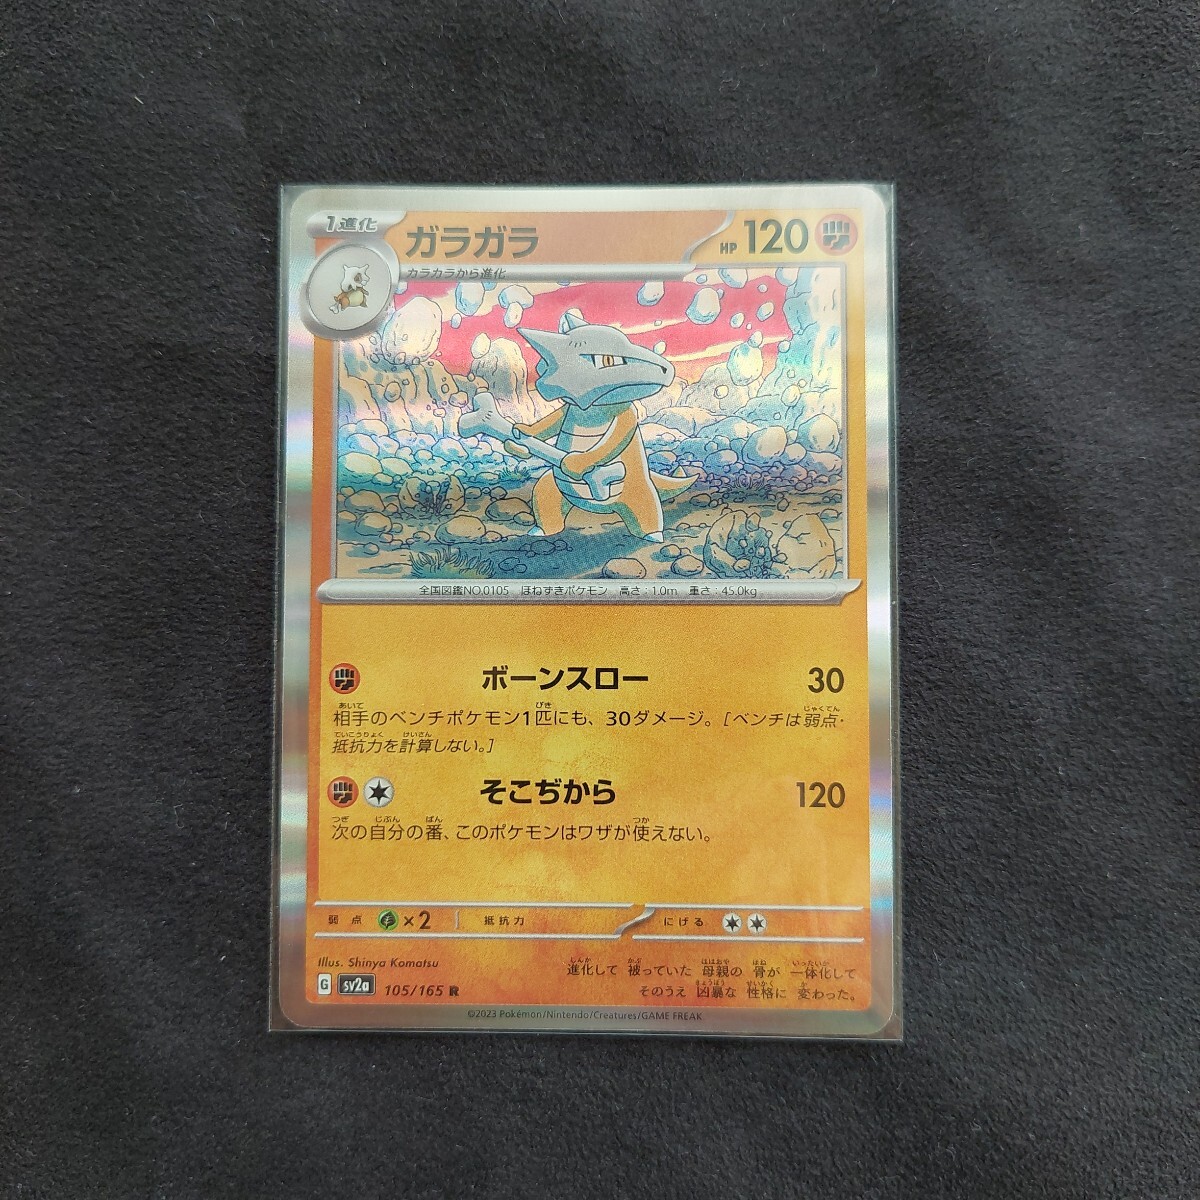 1進化
ガラガラ
HP 120
カラカラから進化
全国図鑑NO.0105 ほねずきポケモン 高さ:1.0m 重さ:45.0kg
ボーンスロー 30
相手のベンチポケモン1匹にも、30ダメージ。[ベンチは弱点・
抵抗力を計算しない。]
そこぢから 120
次の自分の番、このポケモンはワザが使えない。
弱点 ×2 抵抗力 にげる
Illus. Shinya Komatsu
進化して 被っていた 母親の 骨が 一体化して
そのうえ 凶暴な 性格に 変わった。
G sv2a 105/165 R
©2023 Pokémon/Nintendo/Creatures/GAME FREAK